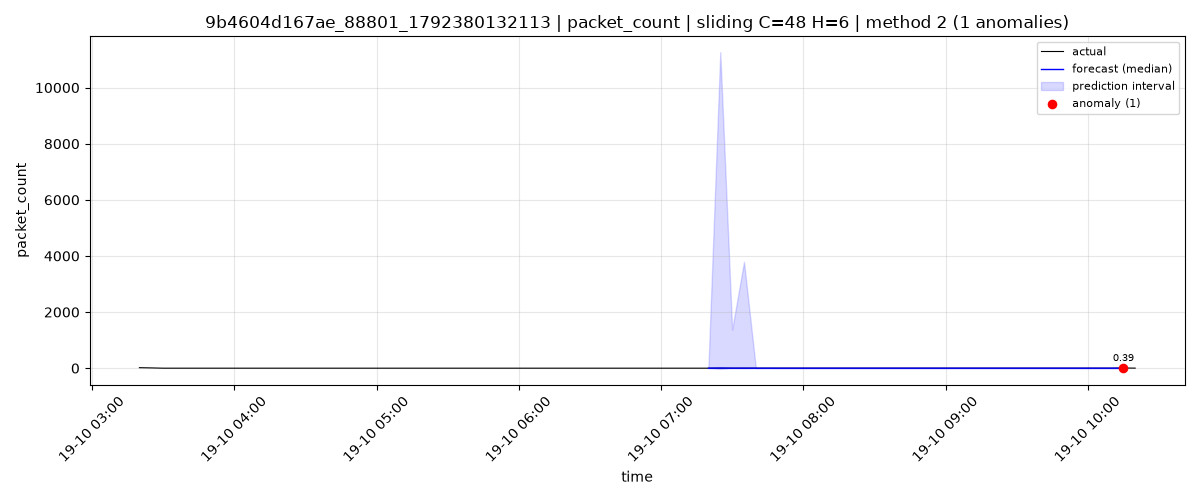 9b4604d167ae_88801_1792380132113 | packet_count | sliding C=48 H=6 | method 2 (1 anomalies)
packet_count
10000
8000
6000
4000
2000
0
actual
forecast (median)
prediction interval
anomaly (1)
0.39
19-10 03:00
19-10 04:00
19-10 05:00
19-10 06:00
19-10 07:00
19-10 08:00
19-10 09:00
19-10 10:00
time